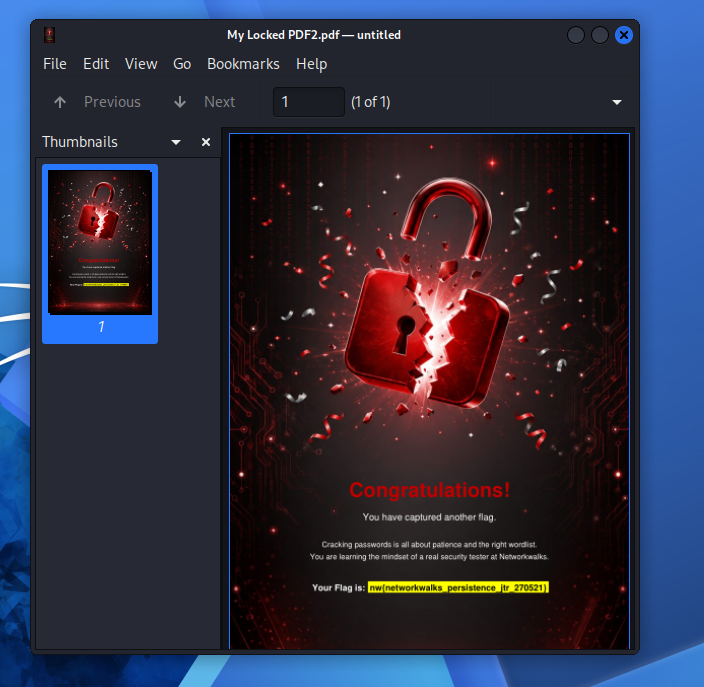 My Locked PDF2.pdf — untitled
File Edit View Go Bookmarks Help
Previous Next 1 (1 of 1)
Thumbnails
Congratulations!
You have captured another flag.
Cracking passwords is all about patience and the right wordlist.
You are learning the mindset of a real security tester at Networkwalks.
Your Flag is: nw{networkwalks_persistence_jtr_270521}
1